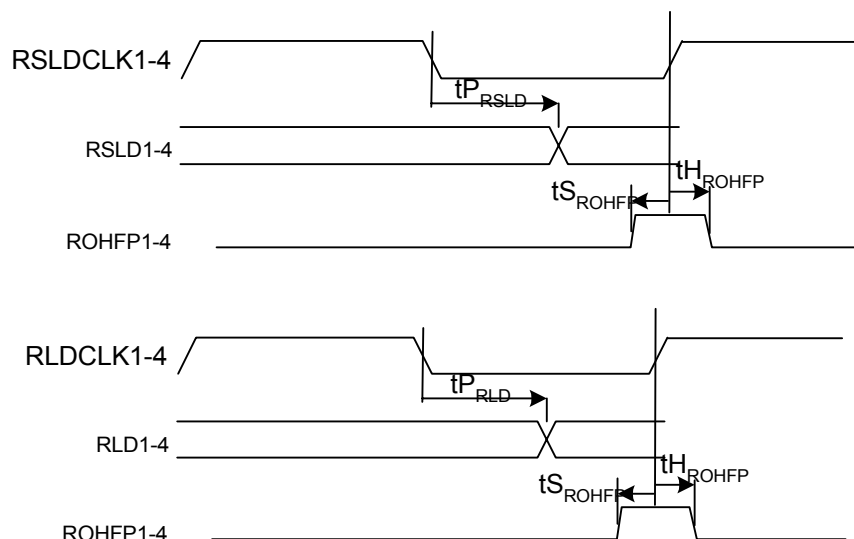 RSLDCLK1-4
tPRSLD
RSLD1-4
tHROHFP
tSROHFP
ROHFP1-4
RLDCLK1-4
tPRLD
RLD1-4
tHROHFP
tSROHFP
ROHFP1-4